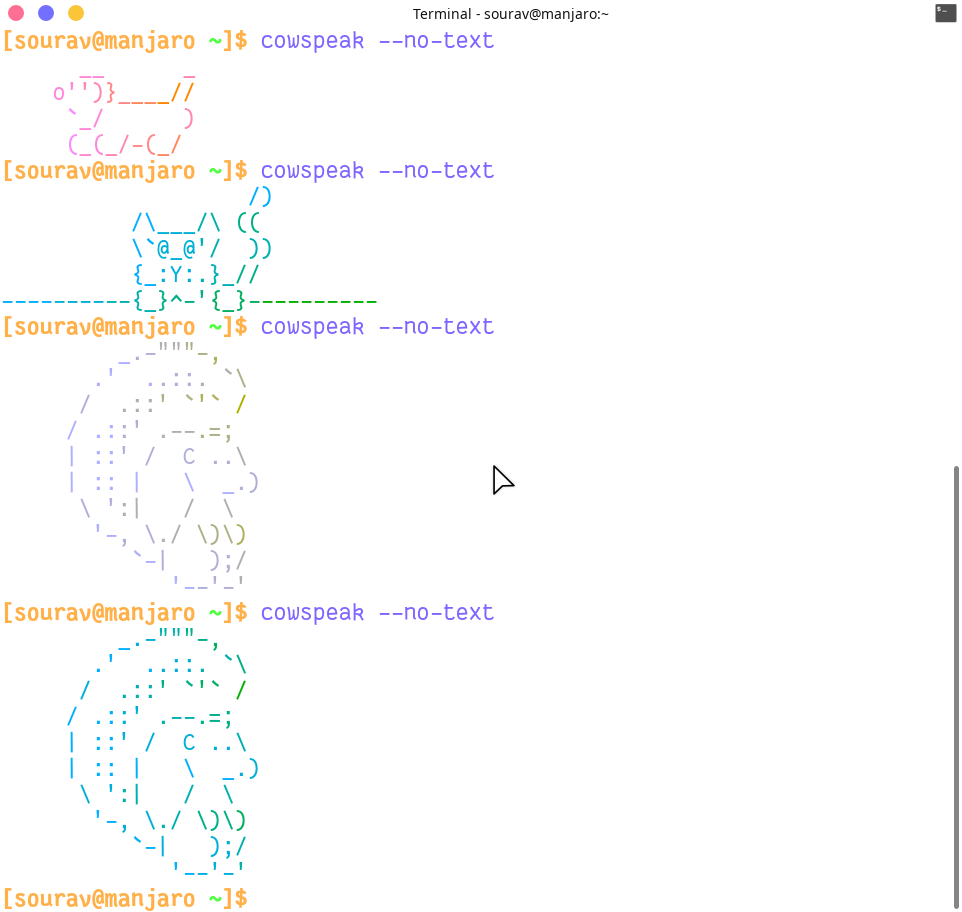 Terminal - sourav@manjaro:~
[sourav@manjaro ~]$ cowspeak --no-text
      __      _
    o'')}____//
     `_/      )
     (_(_/-(_/
[sourav@manjaro ~]$ cowspeak --no-text
                   /)
          /\___/\ ((
          \`@_@'/  ))
          {_:Y:.}_//
----------{_}^-'{_}----------
[sourav@manjaro ~]$ cowspeak --no-text
         _.-"""-,
       .'  ..::. `\
      /  .::' `'` /
     / .::' .--.=;
     | ::' /  C ..\
     | :: |   \  _.)
      \ ':|   /  \
       '-, \./ \)\)
          `-|   );/
             '--'-'
[sourav@manjaro ~]$ cowspeak --no-text
         _.-"""-,
       .'  ..::. `\
      /  .::' `'` /
     / .::' .--.=;
     | ::' /  C ..\
     | :: |   \  _.)
      \ ':|   /  \
       '-, \./ \)\)
          `-|   );/
             '--'-'
[sourav@manjaro ~]$